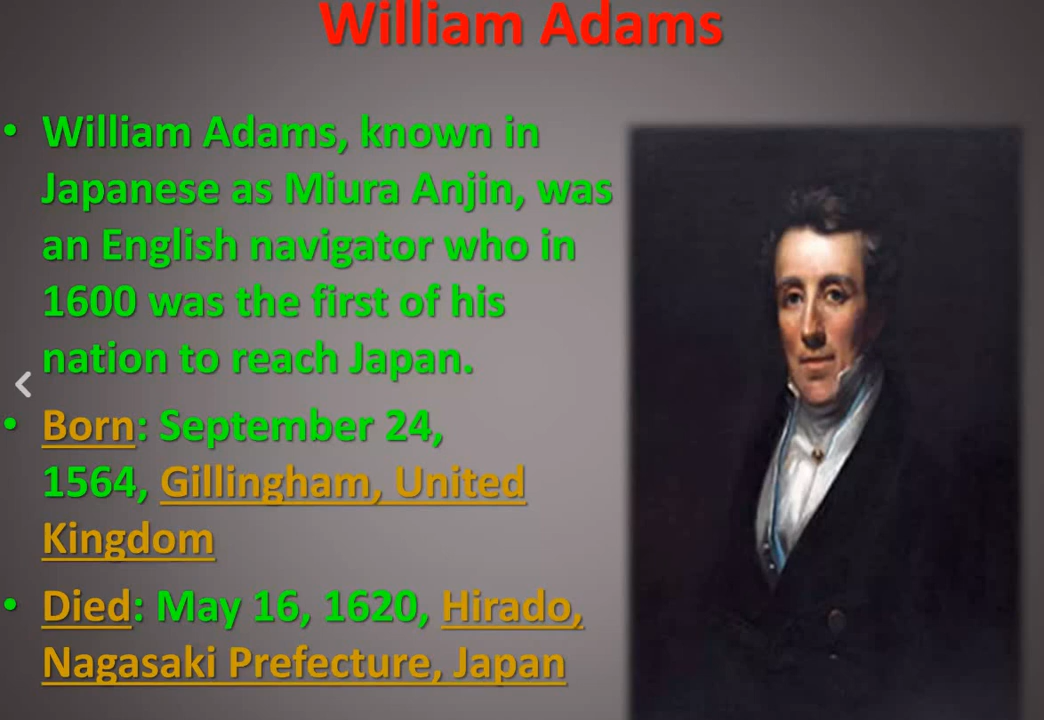 William Adams
• William Adams, known in
Japanese as Miura Anjin, was
an English navigator who in
1600 was the first of his
nation to reach Japan.
• Born: September 24,
1564, Gillingham, United
Kingdom
• Died: May 16, 1620, Hirado,
Nagasaki Prefecture, Japan